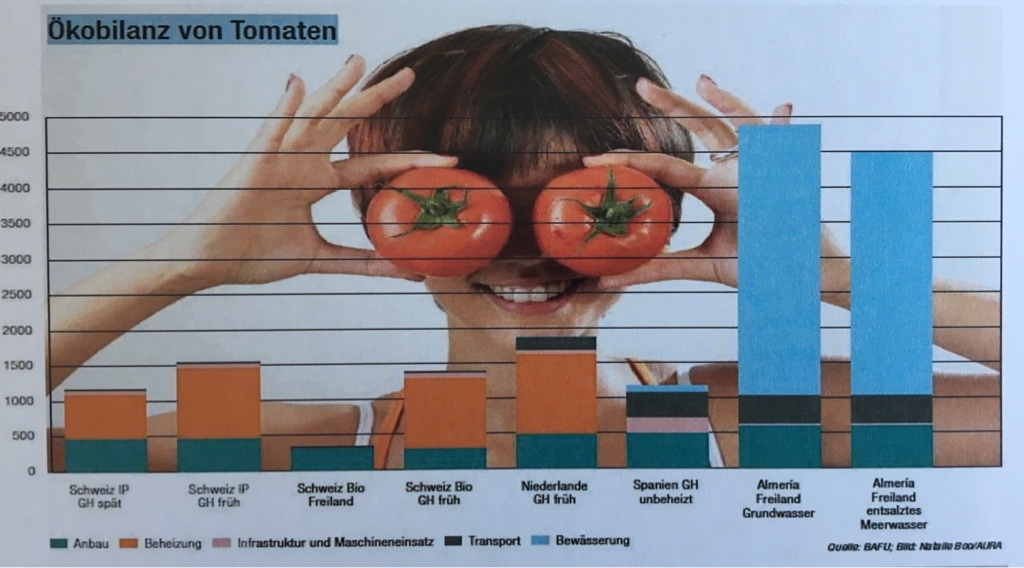 Ökobilanz von Tomaten
5000
4500
4000
3500
3000
2500
2000
1500
1000
500
0
Schweiz IP
GH spät
Schweiz IP
GH früh
Schweiz Bio
Freiland
Schweiz Bio
GH früh
Niederlande
GH früh
Spanien GH
unbeheizt
Almería
Freiland
Grundwasser
Almería
Freiland
entsalztes
Meerwasser
Anbau Beheizung Infrastruktur und Maschineneinsatz Transport Bewässerung
Quelle: BAFU; Bild: Natalie Boo/AURA